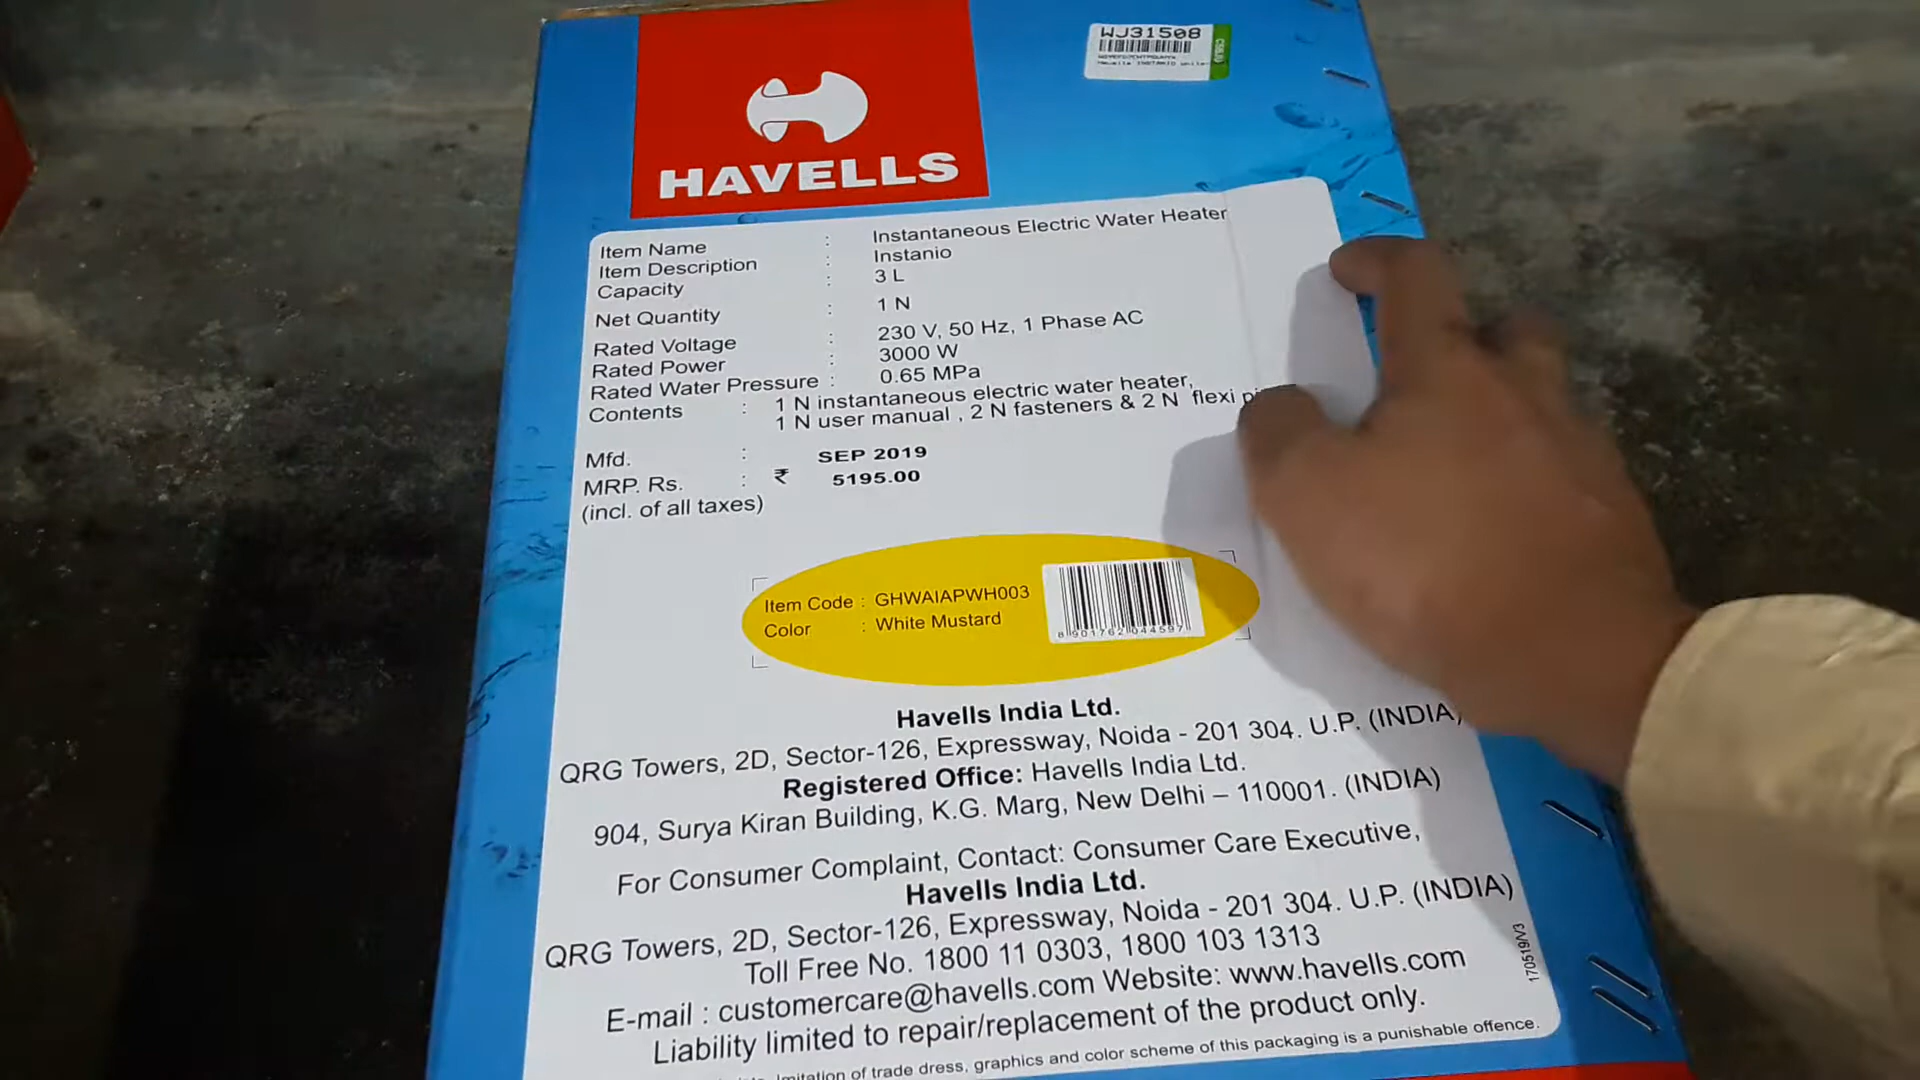 WJ31508
HAVELLS
Item Name : Instantaneous Electric Water Heater
Item Description : Instanio
Capacity : 3 L
Net Quantity : 1 N
Rated Voltage : 230 V, 50 Hz, 1 Phase AC
Rated Power : 3000 W
Rated Water Pressure : 0.65 MPa
Contents : 1 N instantaneous electric water heater,
1 N user manual , 2 N fasteners & 2 N flexi
Mfd. : SEP 2019
MRP. Rs. : ₹ 5195.00
(incl. of all taxes)
Item Code : GHWAIAPWH003
Color : White Mustard
8 901762 044597
Havells India Ltd.
QRG Towers, 2D, Sector-126, Expressway, Noida - 201 304. U.P. (INDIA)
Registered Office: Havells India Ltd.
904, Surya Kiran Building, K.G. Marg, New Delhi – 110001. (INDIA)
For Consumer Complaint, Contact: Consumer Care Executive,
Havells India Ltd.
QRG Towers, 2D, Sector-126, Expressway, Noida - 201 304. U.P. (INDIA)
Toll Free No. 1800 11 0303, 1800 103 1313
E-mail : customercare@havells.com Website: www.havells.com
Liability limited to repair/replacement of the product only.
imitation of trade dress, graphics and color scheme of this packaging is a punishable offence.
170519/V3